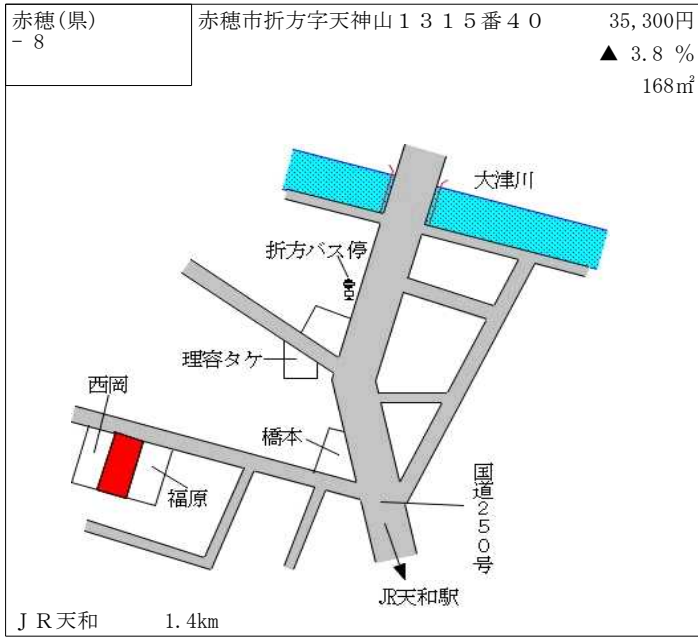 赤穂(県)
－ 8
赤穂市折方字天神山１３１５番４０
35,300円
▲ 3.8 %
168㎡
大津川
折方バス停
理容タケ
西岡
橋本
福原
国道２５０号
JR天和駅
ＪＲ天和 1.4km